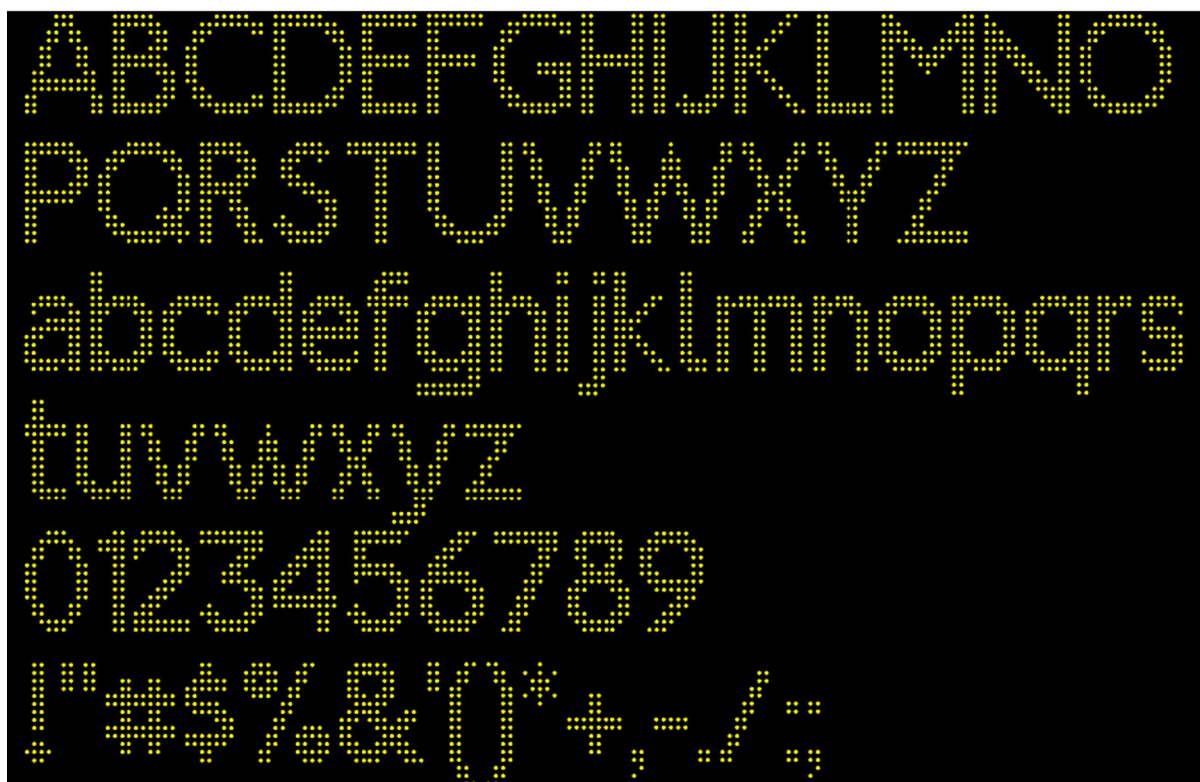 ABCDEFGHIJKLMNO
PQRSTUVWXYZ
abcdefghijklmnopqrs
tuvwxyz
0123456789
!"#$%&'()*+,-./:;